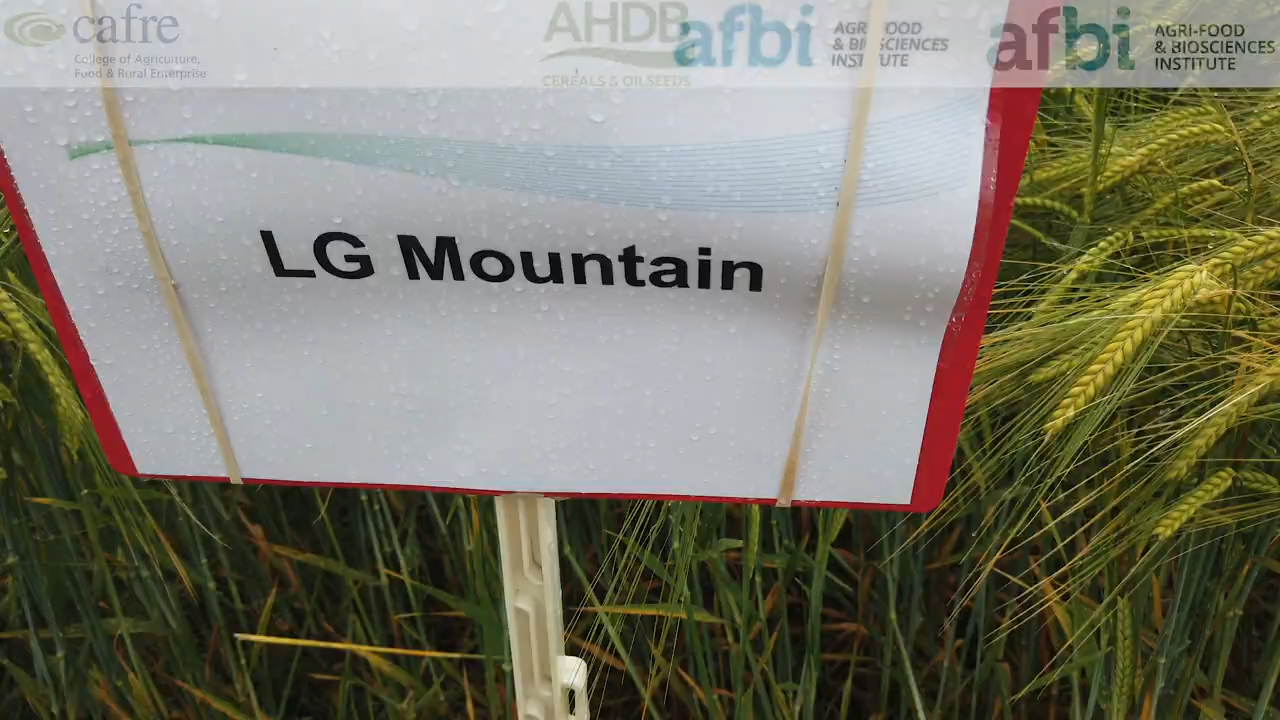 cafre
College of Agriculture,
Food & Rural Enterprise
AHDB
CEREALS & OILSEEDS
afbi
AGRI-FOOD
& BIOSCIENCES
INSTITUTE
afbi
AGRI-FOOD
& BIOSCIENCES
INSTITUTE
LG Mountain